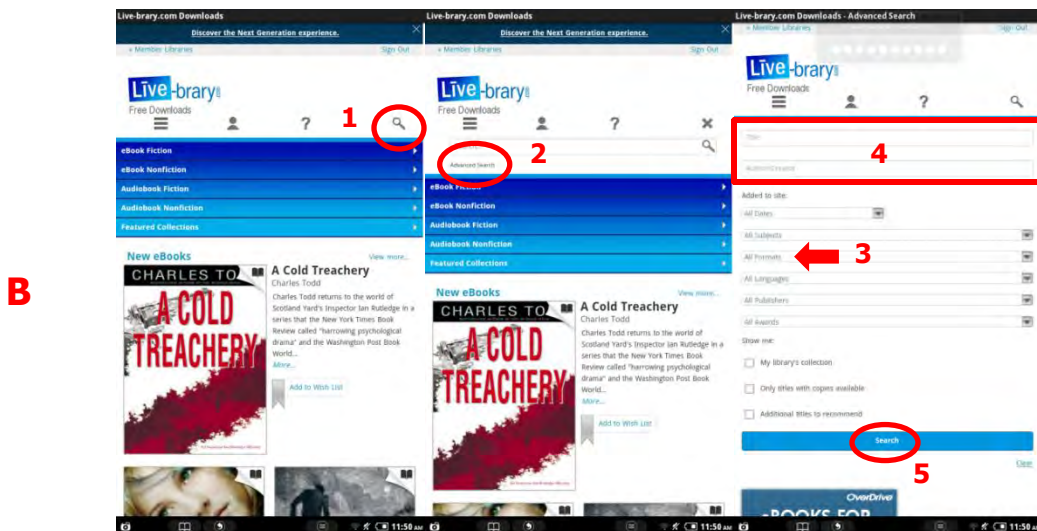 B
Live-brary.com Downloads
Discover the Next Generation experience.
« Member Libraries Sign Out
Līve-brary
Free Downloads
? 1
eBook Fiction
eBook Nonfiction
Audiobook Fiction
Audiobook Nonfiction
Featured Collections
New eBooks View more...
CHARLES TO
A COLD
TREACHERY
A Cold Treachery
Charles Todd
Charles Todd returns to the world of
Scotland Yard's Inspector Ian Rutledge in a
series that the New York Times Book
Review called "harrowing psychological
drama" and the Washington Post Book
World...
More...
Add to Wish List
11:50 AM
Live-brary.com Downloads
Discover the Next Generation experience.
« Member Libraries Sign Out
Līve-brary
Free Downloads
?
2
Advanced Search
eBook Fiction
eBook Nonfiction
Audiobook Fiction
Audiobook Nonfiction
Featured Collections
New eBooks View more...
CHARLES TO
A COLD
TREACHERY
A Cold Treachery
Charles Todd
Charles Todd returns to the world of
Scotland Yard's Inspector Ian Rutledge in a
series that the New York Times Book
Review called "harrowing psychological
drama" and the Washington Post Book
World...
More...
Add to Wish List
11:50 AM
Live-brary.com Downloads - Advanced Search
« Member Libraries Sign Out
Līve-brary
Free Downloads
?
Title
4
Author/Creator
Added to site:
All Dates
All Subjects
All Formats 3
All Languages
All Publishers
All Awards
Show me:
My library's collection
Only titles with copies available
Additional titles to recommend
Search
5
Clear
OverDrive
eBOOKS FOR
11:50 AM